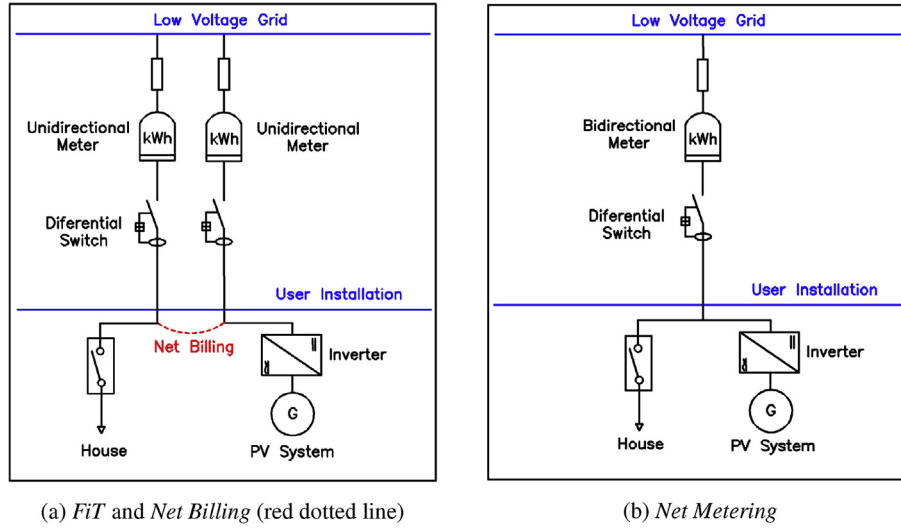 Low Voltage Grid
Unidirectional
Meter
kWh
kWh
Unidirectional
Meter
Diferential
Switch
User Installation
Net Billing
Inverter
G
House
PV System
(a) FiT and Net Billing (red dotted line)
Low Voltage Grid
Bidirectional
Meter
kWh
Diferential
Switch
User Installation
Inverter
G
House
PV System
(b) Net Metering